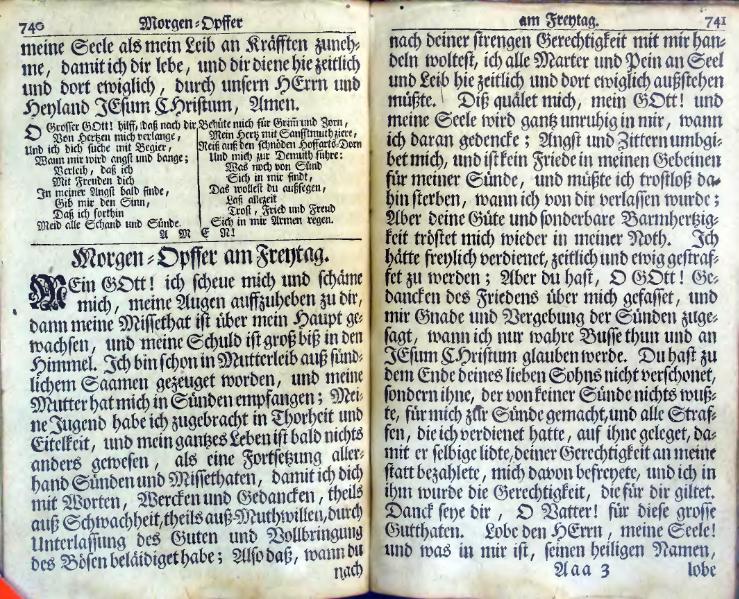 740 Morgen-Opffer
meine Seele als mein Leib an Kräfften zuneh-
me, damit ich dir lebe, und dir diene hie zeitlich
und dort ewiglich, durch unsern HErrn und
Heyland JEsum CHristum, Amen.
O Grosser GOtt! hilff, daß nach dir
Von Hertzen mich verlange,
Und ich dich suche mit Begier,
Wann mir wird angst und bange;
Verleih, daß ich
Mit Freuden dich
In meiner Angst bald finde,
Gib mir den Sinn,
Daß ich forthin
Meid alle Schand und Sünde.
Behüte mich für Grim und Zorn,
Mein Hertz mit Sanfftmuth ziere,
Reiß auß den schnöden Hoffarts-Dorn
Und mich zur Demuth führe:
Was noch von Sünd
Sich in mir findt,
Das wollest du außfegen,
Laß allezeit
Trost, Fried und Freud
Sich in mir Armen regen.
A M E N!
Morgen-Opffer am Freytag.
MEin GOtt! ich scheue mich und schäme
mich, meine Augen auffzuheben zu dir,
dann meine Missethat ist über mein Haupt ge-
wachsen, und meine Schuld ist groß biß in den
Himmel. Ich bin schon in Mutterleib auß sünd-
lichem Saamen gezeuget worden, und meine
Mutter hat mich in Sünden empfangen; Mei-
ne Jugend habe ich zugebracht in Thorheit und
Eitelkeit, und mein gantzes Leben ist bald nichts
anders gewesen, als eine Fortsetzung aller-
hand Sünden und Missethaten, damit ich dich
mit Worten, Wercken und Gedancken, theils
auß Schwachheit, theils auß Muthwillen, durch
Unterlassung des Guten und Vollbringung
des Bösen beläidiget habe; Also daß, wann du
nach
am Freytag. 741
nach deiner strengen Gerechtigkeit mit mir han-
deln woltest, ich alle Marter und Pein an Seel
und Leib hie zeitlich und dort ewiglich außstehen
müßte. Diß quälet mich, mein GOtt! und
meine Seele wird gantz unruhig in mir, wann
ich daran gedencke; Angst und Zittern umbgi-
bet mich, und ist kein Friede in meinen Gebeinen
für meiner Sünde, und müßte ich trostloß da-
hin sterben, wann ich von dir verlassen wurde;
Aber deine Güte und sonderbare Barmhertzig-
keit tröstet mich wieder in meiner Noth. Ich
hätte freylich verdienet, zeitlich und ewig gestraf-
fet zu werden; Aber du hast, O GOtt! Ge-
dancken des Friedens über mich gefasset, und
mir Gnade und Vergebung der Sünden zuge-
sagt, wann ich nur wahre Busse thun und an
JEsum CHristum glauben werde. Du hast zu
dem Ende deines lieben Sohns nicht verschonet,
sondern ihne, der von keiner Sünde nichts wuß-
te, für mich zur Sünde gemacht, und alle Straf-
fen, die ich verdienet hatte, auf ihne geleget, da-
mit er selbige lidte, deiner Gerechtigkeit an meine
statt bezahlete, mich davon befreyete, und ich in
ihm wurde die Gerechtigkeit, die für dir giltet.
Danck seye dir, O Vatter! für diese grosse
Gutthaten. Lobe den HErrn, meine Seele!
und was in mir ist, seinen heiligen Namen,
Aaa 3 lobe